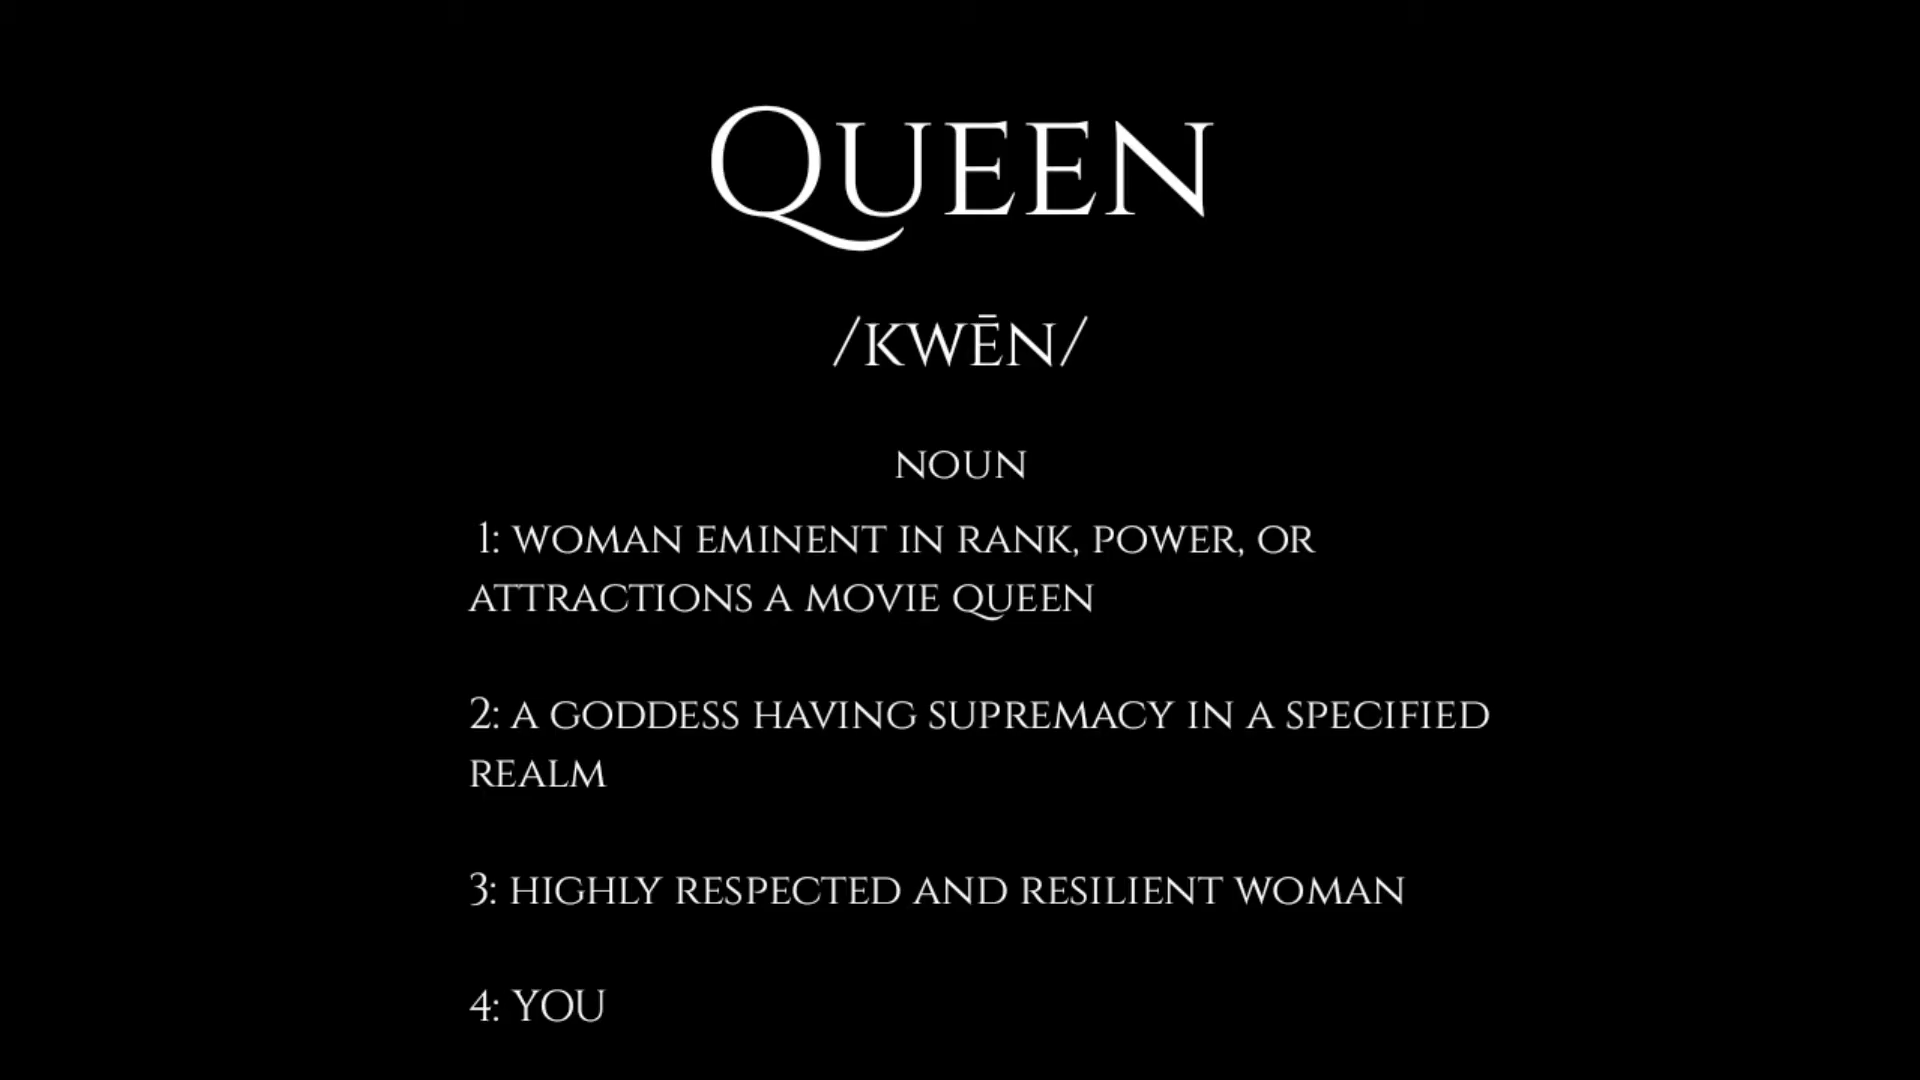 QUEEN
/KWĒN/
NOUN
1: WOMAN EMINENT IN RANK, POWER, OR
ATTRACTIONS A MOVIE QUEEN
2: A GODDESS HAVING SUPREMACY IN A SPECIFIED
REALM
3: HIGHLY RESPECTED AND RESILIENT WOMAN
4: YOU